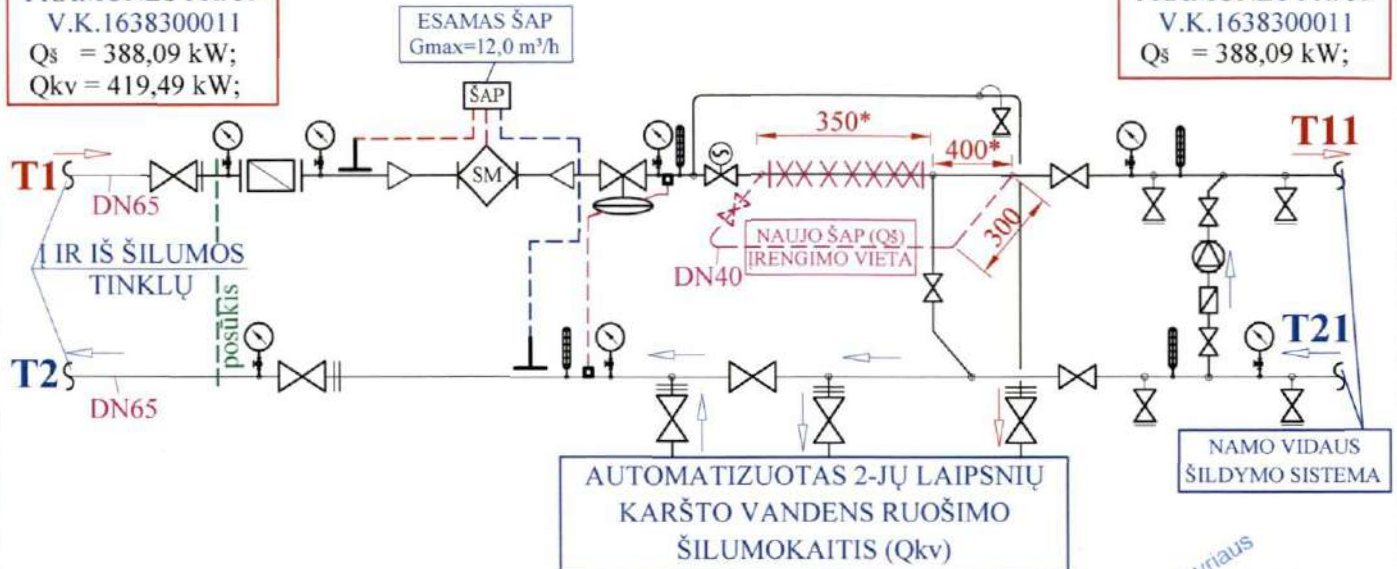 V.K.1638300011
Qš = 388,09 kW;
Qkv = 419,49 kW;
ESAMAS ŠAP
Gmax=12,0 m³/h
ŠAP
V.K.1638300011
Qš = 388,09 kW;
T1
DN65
SM
350*
400*
300
T11
NAUJO ŠAP (Qš)
ĮRENGIMO VIETA
DN40
Į IR IŠ ŠILUMOS
TINKLŲ
posūkis
T2
DN65
T21
NAMO VIDAUS
ŠILDYMO SISTEMA
AUTOMATIZUOTAS 2-JŲ LAIPSNIŲ
KARŠTO VANDENS RUOŠIMO
ŠILUMOKAITIS (Qkv)